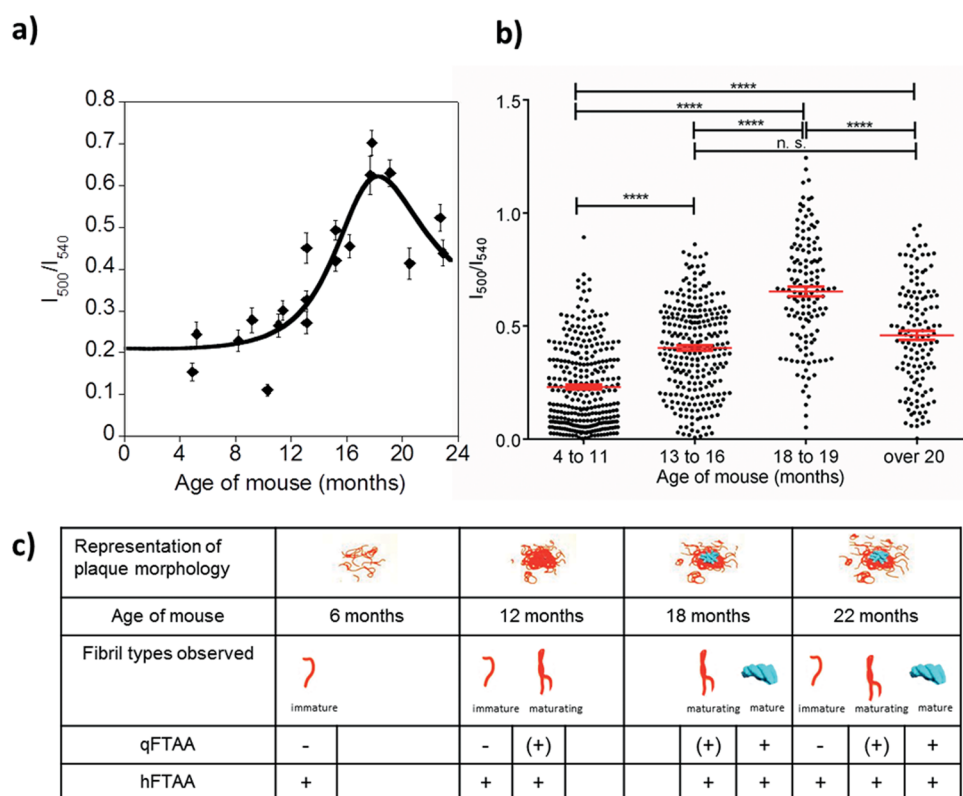 a)
b)
0.8
0.7
0.6
0.5
0.4
0.3
0.2
0.1
0
I500/I540
0 4 8 12 16 20 24
Age of mouse (months)
1.5
1.0
0.5
0.0
I500/I540
****
****
**** ****
n. s.
****
4 to 11 13 to 16 18 to 19 over 20
Age of mouse (months)
c)
Representation of
plaque morphology
Age of mouse 6 months 12 months 18 months 22 months
Fibril types observed
immature immature maturating maturating mature immature maturating mature
qFTAA - - (+) (+) + - (+) +
hFTAA + + + + + + + +